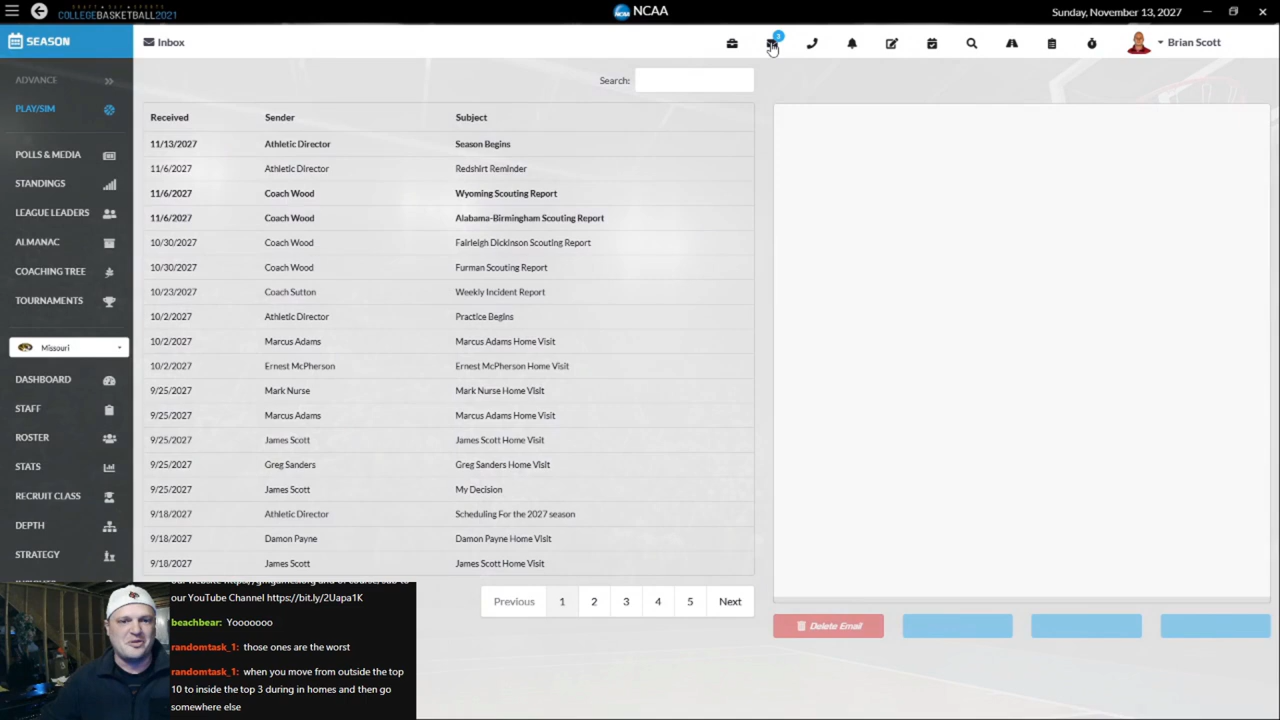 DRAFT DAY SPORTS
COLLEGEBASKETBALL2021
NCAA
Sunday, November 13, 2027
SEASON
Inbox
3
Brian Scott
ADVANCE
PLAY/SIM
POLLS & MEDIA
STANDINGS
LEAGUE LEADERS
ALMANAC
COACHING TREE
TOURNAMENTS
Missouri
DASHBOARD
STAFF
ROSTER
STATS
RECRUIT CLASS
DEPTH
STRATEGY
Search:
Received Sender Subject
11/13/2027 Athletic Director Season Begins
11/6/2027 Athletic Director Redshirt Reminder
11/6/2027 Coach Wood Wyoming Scouting Report
11/6/2027 Coach Wood Alabama-Birmingham Scouting Report
10/30/2027 Coach Wood Fairleigh Dickinson Scouting Report
10/30/2027 Coach Wood Furman Scouting Report
10/23/2027 Coach Sutton Weekly Incident Report
10/2/2027 Athletic Director Practice Begins
10/2/2027 Marcus Adams Marcus Adams Home Visit
10/2/2027 Ernest McPherson Ernest McPherson Home Visit
9/25/2027 Mark Nurse Mark Nurse Home Visit
9/25/2027 Marcus Adams Marcus Adams Home Visit
9/25/2027 James Scott James Scott Home Visit
9/25/2027 Greg Sanders Greg Sanders Home Visit
9/25/2027 James Scott My Decision
9/18/2027 Athletic Director Scheduling For the 2027 season
9/18/2027 Damon Payne Damon Payne Home Visit
9/18/2027 James Scott James Scott Home Visit
Previous 1 2 3 4 5 Next
Delete Email
our YouTube Channel https://bit.ly/2Uapa1K
beachbear: Yooooooo
randomtask_1: those ones are the worst
randomtask_1: when you move from outside the top
10 to inside the top 3 during in homes and then go
somewhere else